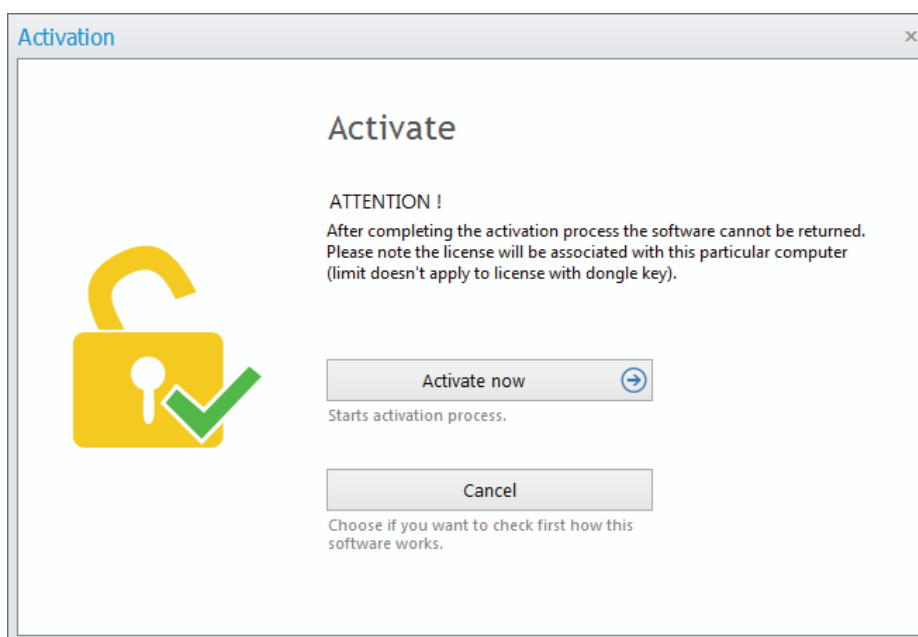 Activation
Activate
ATTENTION !
After completing the activation process the software cannot be returned.
Please note the license will be associated with this particular computer
(limit doesn't apply to license with dongle key).
Activate now
Starts activation process.
Cancel
Choose if you want to check first how this
software works.